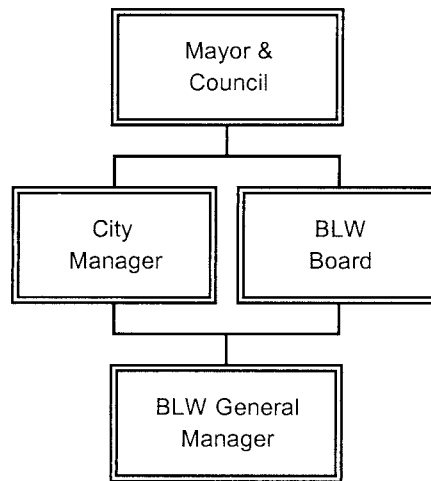 Mayor &
Council
City
Manager
BLW
Board
BLW General
Manager